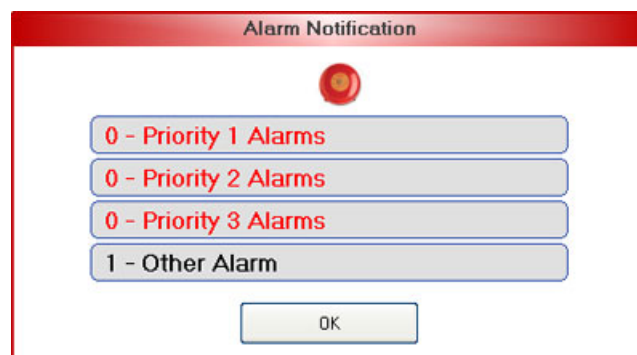 Alarm Notification
0 - Priority 1 Alarms
0 - Priority 2 Alarms
0 - Priority 3 Alarms
1 - Other Alarm
OK